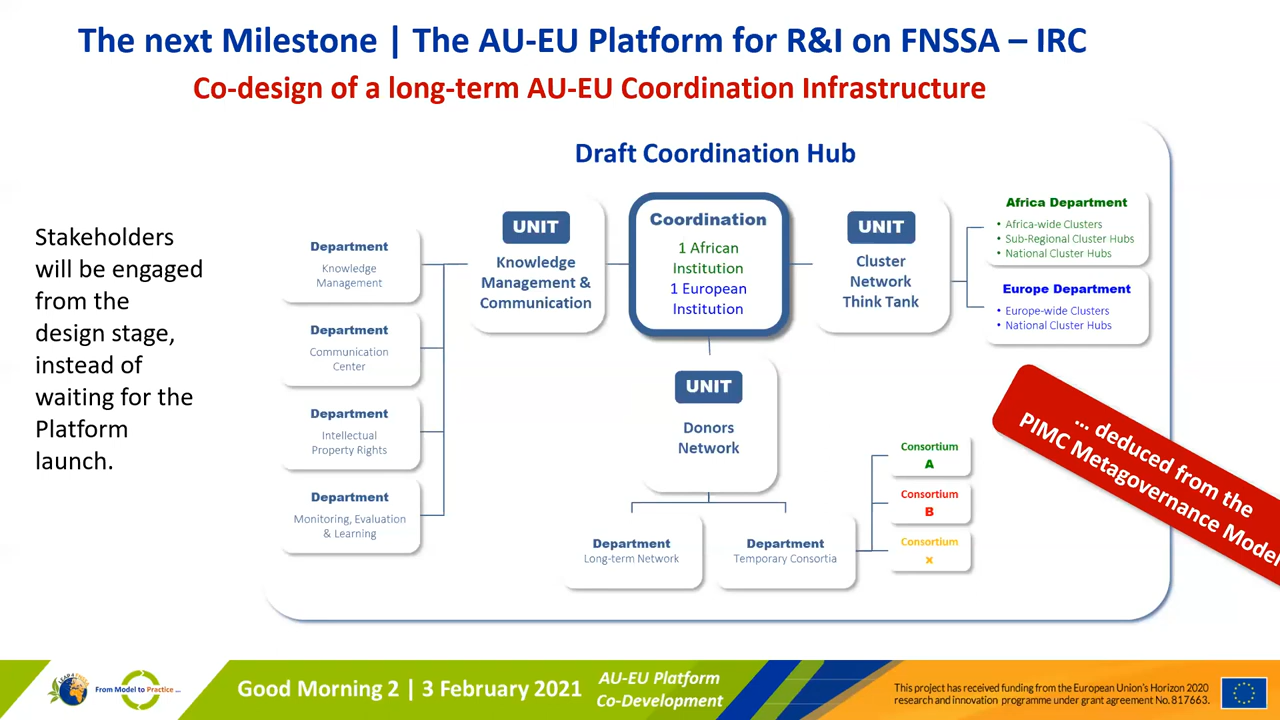 The next Milestone | The AU-EU Platform for R&I on FNSSA – IRC
Co-design of a long-term AU-EU Coordination Infrastructure
Stakeholders
will be engaged
from the
design stage,
instead of
waiting for the
Platform
launch.
Draft Coordination Hub
Department
Knowledge
Management
Department
Communication
Center
Department
Intellectual
Property Rights
Department
Monitoring, Evaluation
& Learning
UNIT
Knowledge
Management &
Communication
Coordination
1 African
Institution
1 European
Institution
UNIT
Cluster
Network
Think Tank
Africa Department
• Africa-wide Clusters
• Sub-Regional Cluster Hubs
• National Cluster Hubs
Europe Department
• Europe-wide Clusters
• National Cluster Hubs
UNIT
Donors
Network
Department
Long-term Network
Department
Temporary Consortia
Consortium
A
Consortium
B
Consortium
x
... deduced from the
PIMC Metagovernance Model
From Model to Practice ...
Good Morning 2 | 3 February 2021
AU-EU Platform
Co-Development
This project has received funding from the European Union's Horizon 2020
research and innovation programme under grant agreement No. 817663.